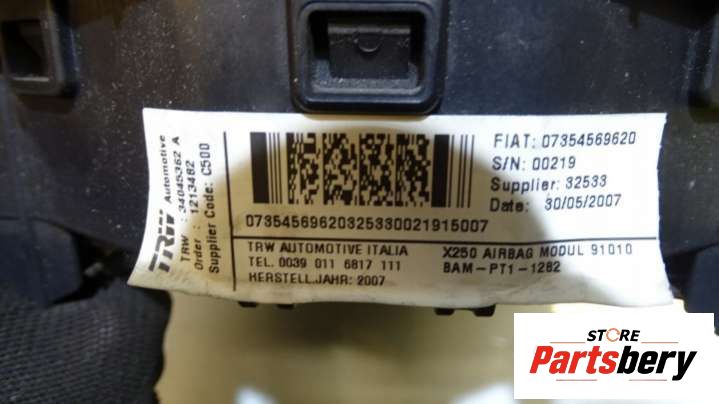 TRW Automotive
TRW : 34045362 A
Order : 1213482
Supplier Code: C500
FIAT: 07354569620
S/N: 00219
Supplier: 32533
Date: 30/05/2007
07354569620325330021915007
TRW AUTOMOTIVE ITALIA
TEL. 0039 011 6817 111
HERSTELL.JAHR: 2007
X250 AIRBAG MODUL 91010
BAM-PT1-1282
STORE
Partsbery